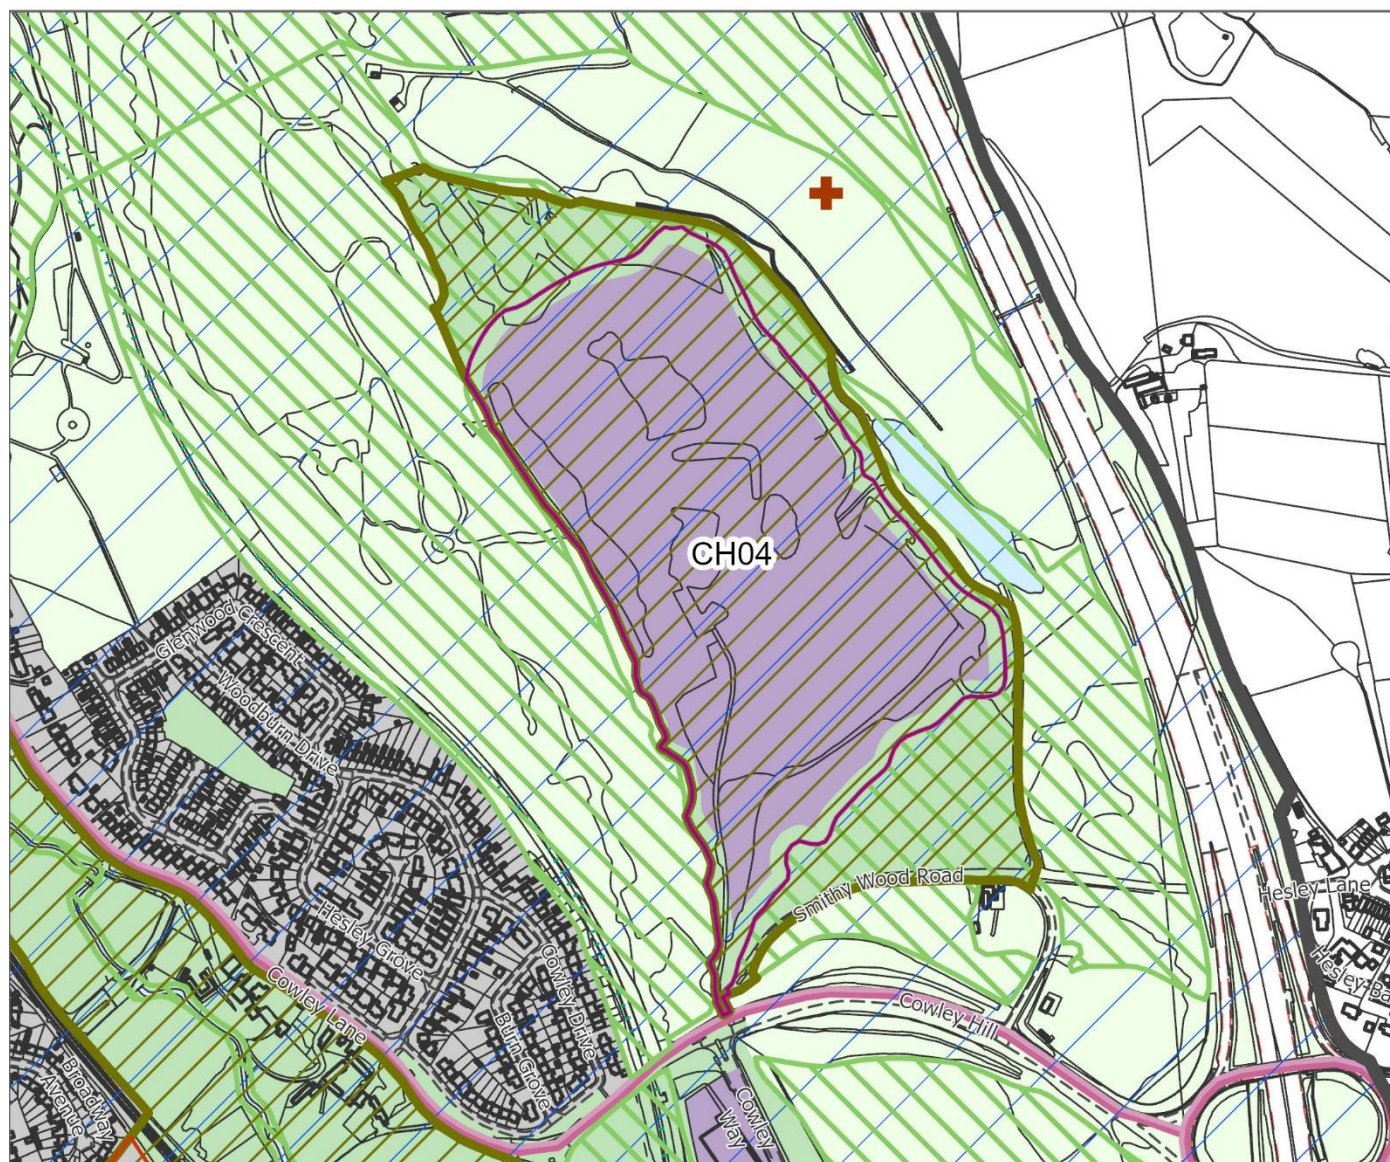 CH04
Glenwood Crescent
Woodburn Drive
Smithy Wood Road
Hesley Lane
Hesley Grove
Cowley Drive
Hesley Ba
Cowley Lane
Cowley Hill
Burn Grove
Broadway
Avenue
Cowley
Way